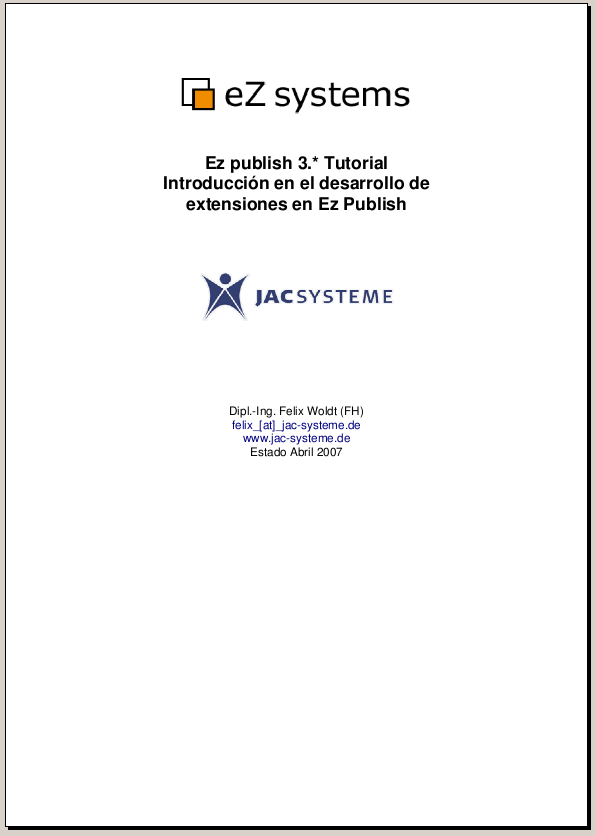 eZ systems
Ez publish 3.* Tutorial
Introducción en el desarrollo de
extensiones en Ez Publish
JACSYSTEME
Dipl.-Ing. Felix Woldt (FH)
felix_[at]_jac-systeme.de
www.jac-systeme.de
Estado Abril 2007